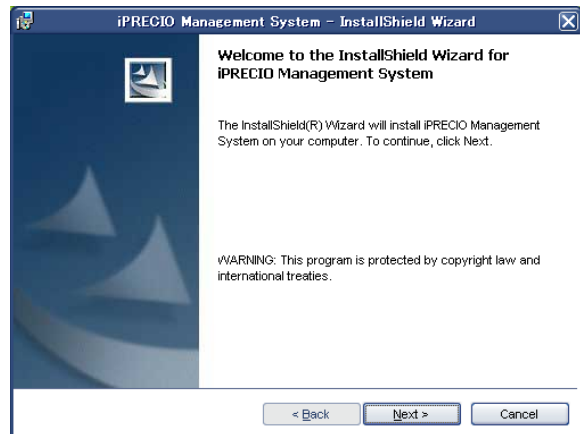 iPRECIO Management System - InstallShield Wizard
Welcome to the InstallShield Wizard for
iPRECIO Management System
The InstallShield(R) Wizard will install iPRECIO Management
System on your computer. To continue, click Next.
WARNING: This program is protected by copyright law and
international treaties.
< Back
Next >
Cancel